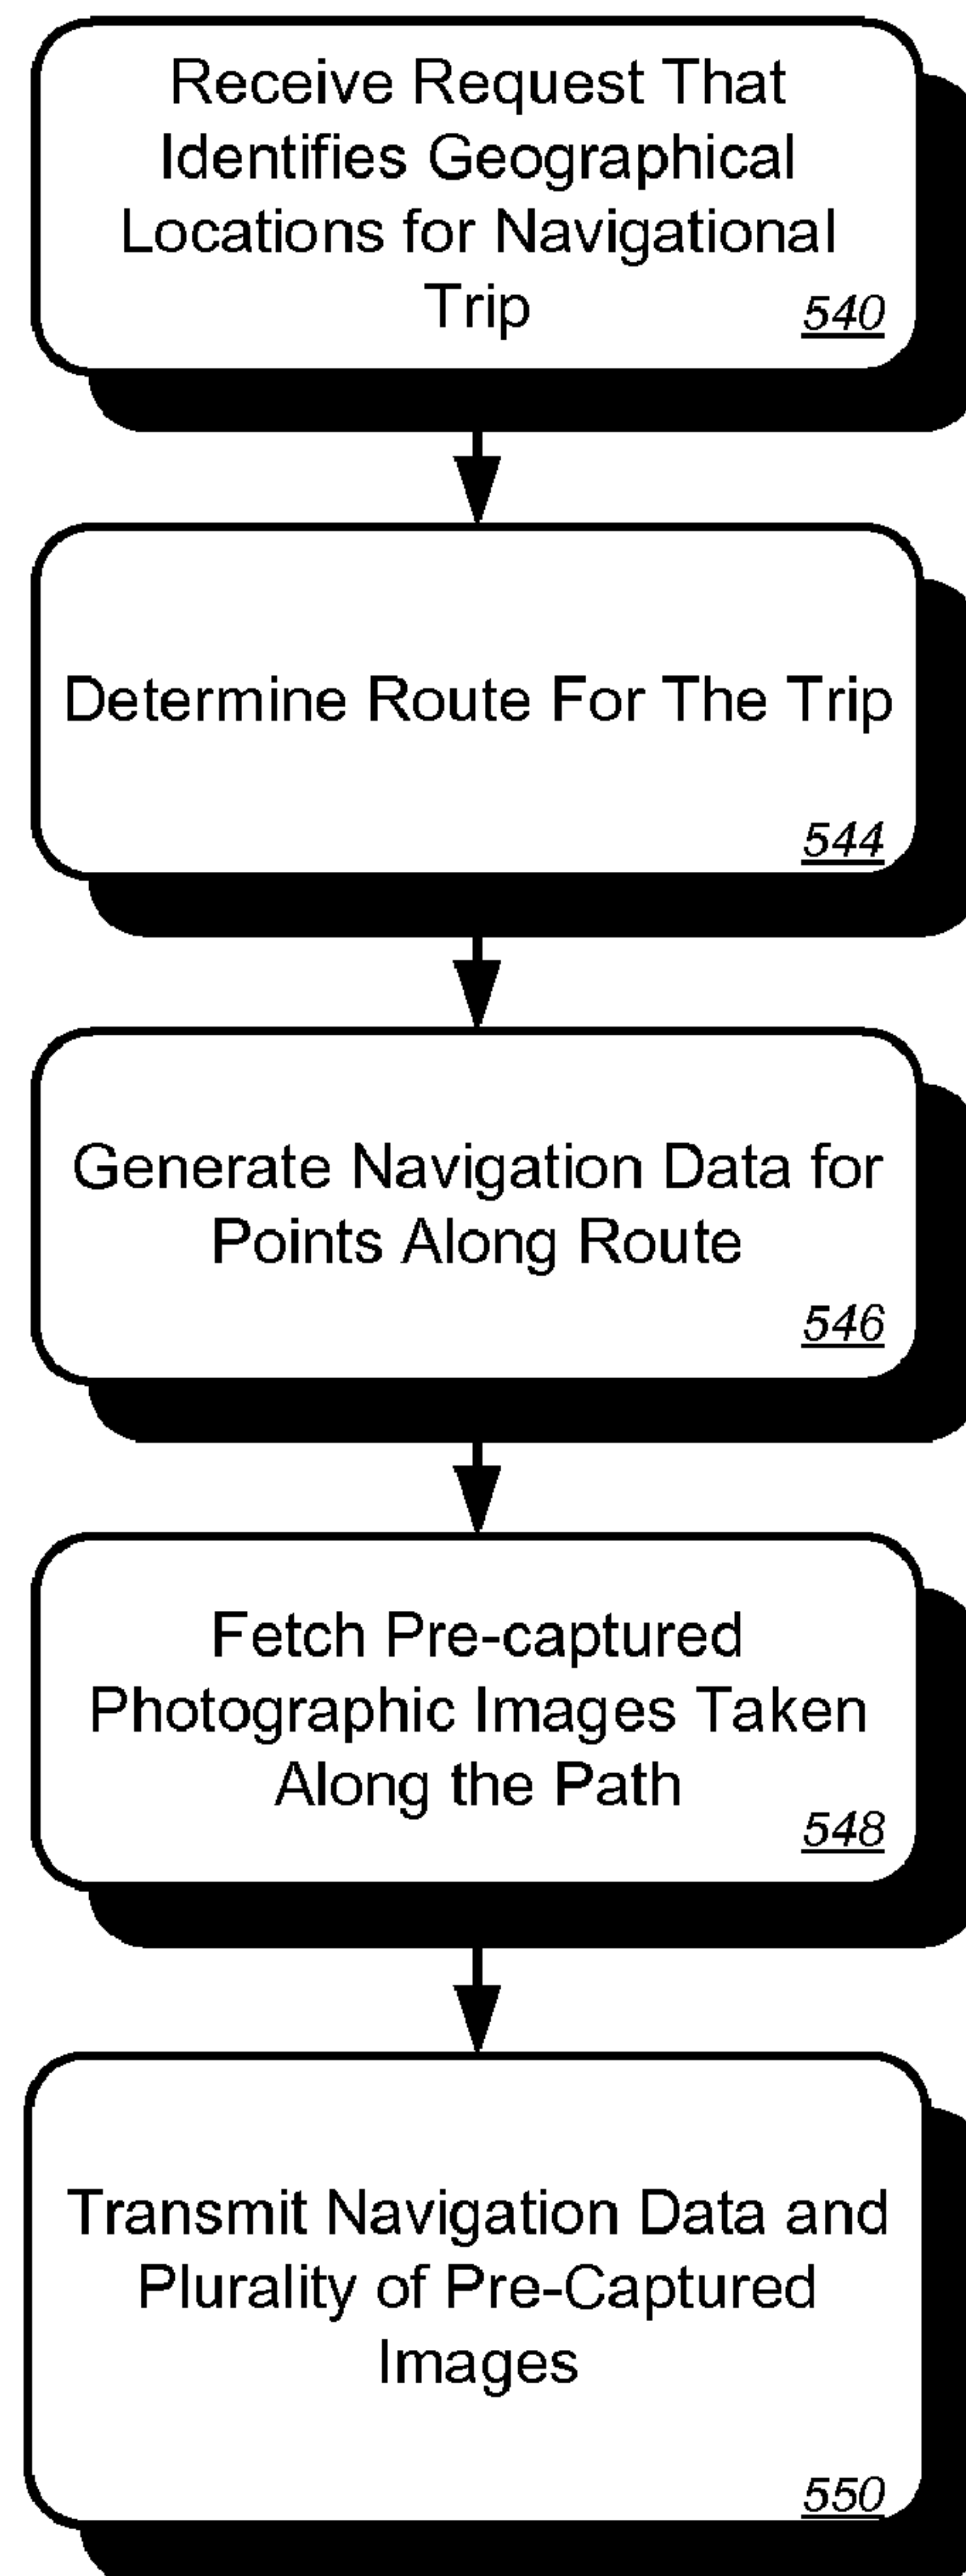 Receive Request That
Identifies Geographical
Locations for Navigational
Trip
540
Determine Route For The Trip
544
Generate Navigation Data for
Points Along Route
546
Fetch Pre-captured
Photographic Images Taken
Along the Path
548
Transmit Navigation Data and
Plurality of Pre-Captured
Images
550